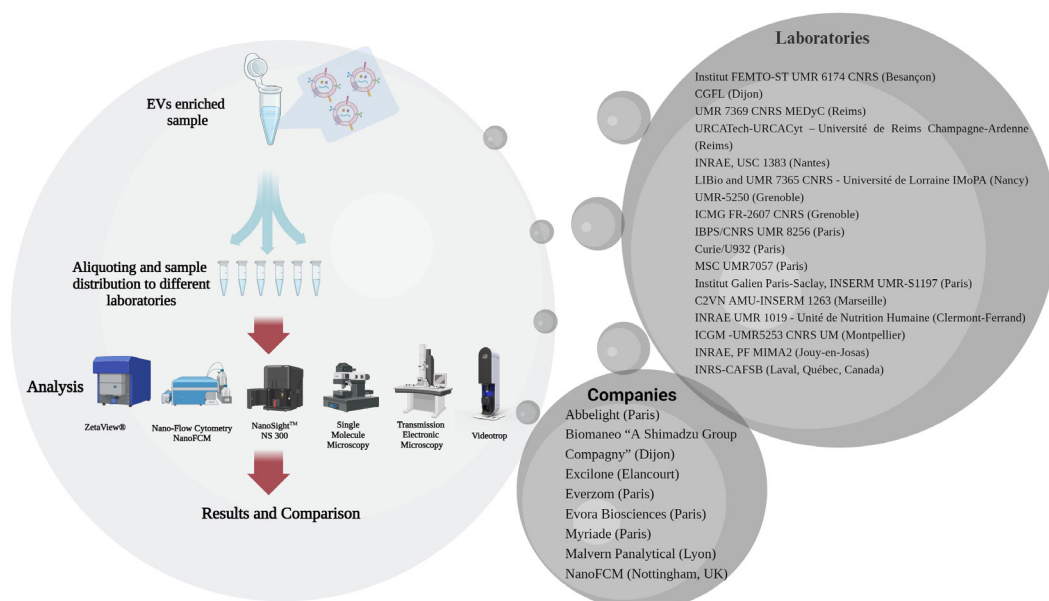 EVs enriched
sample
Aliquoting and sample
distribution to different
laboratories
Analysis
ZetaView®
Nano-Flow Cytometry
NanoFCM
NanoSight™
NS 300
Single
Molecule
Microscopy
Transmission
Electronic
Microscopy
Videotrop
Results and Comparison
Laboratories
Institut FEMTO-ST UMR 6174 CNRS (Besançon)
CGFL (Dijon)
UMR 7369 CNRS MEDyC (Reims)
URCATech-URCACyt – Université de Reims Champagne-Ardenne
(Reims)
INRAE, USC 1383 (Nantes)
LIBio and UMR 7365 CNRS - Université de Lorraine IMoPA (Nancy)
UMR-5250 (Grenoble)
ICMG FR-2607 CNRS (Grenoble)
IBPS/CNRS UMR 8256 (Paris)
Curie/U932 (Paris)
MSC UMR7057 (Paris)
Institut Galien Paris-Saclay, INSERM UMR-S1197 (Paris)
C2VN AMU-INSERM 1263 (Marseille)
INRAE UMR 1019 - Unité de Nutrition Humaine (Clermont-Ferrand)
ICGM -UMR5253 CNRS UM (Montpellier)
INRAE, PF MIMA2 (Jouy-en-Josas)
INRS-CAFSB (Laval, Québec, Canada)
Companies
Abbelight (Paris)
Biomaneo “A Shimadzu Group
Compagny” (Dijon)
Excilone (Elancourt)
Everzom (Paris)
Evora Biosciences (Paris)
Myriade (Paris)
Malvern Panalytical (Lyon)
NanoFCM (Nottingham, UK)